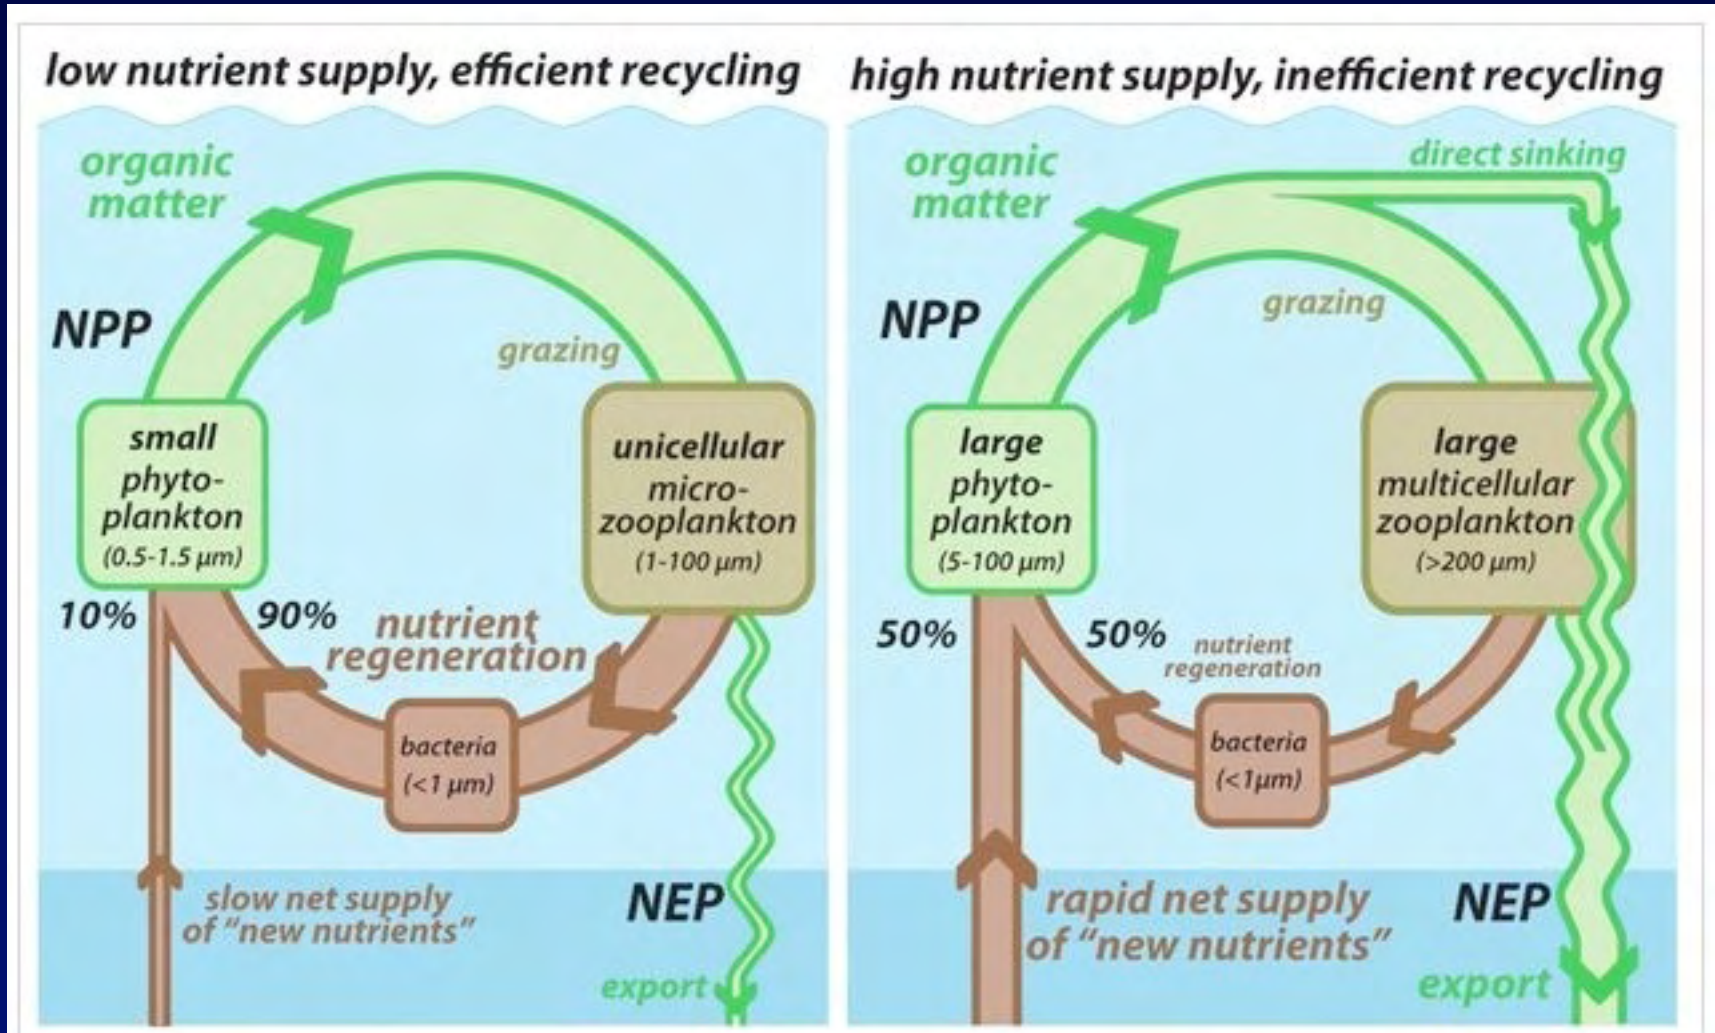 low nutrient supply, efficient recycling
organic
matter
NPP
grazing
small
phyto-
plankton
(0.5-1.5 µm)
unicellular
micro-
zooplankton
(1-100 µm)
10%
90%
nutrient
regeneration
bacteria
(<1 µm)
slow net supply
of "new nutrients"
NEP
export
high nutrient supply, inefficient recycling
organic
matter
direct sinking
NPP
grazing
large
phyto-
plankton
(5-100 µm)
large
multicellular
zooplankton
(>200 µm)
50%
50%
nutrient
regeneration
bacteria
(<1µm)
rapid net supply
of "new nutrients"
NEP
export